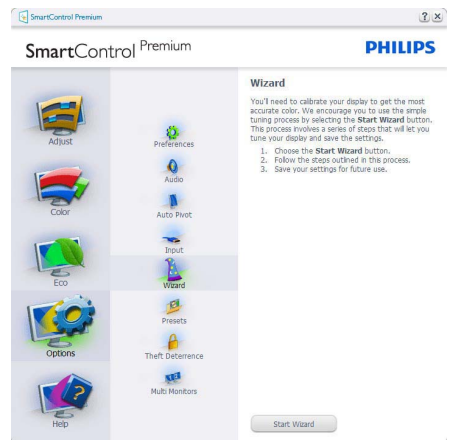 SmartControl Premium
? X
SmartControl Premium
PHILIPS
Adjust
Color
Eco
Options
Help
Preferences
Audio
Auto Pivot
Input
Wizard
Presets
Theft Deterrence
Multi Monitors
Wizard
You'll need to calibrate your display to get the most
accurate color. We encourage you to use the simple
tuning process by selecting the Start Wizard button.
This process involves a series of steps that will let you
tune your display and save the settings.
1. Choose the Start Wizard button.
2. Follow the steps outlined in this process.
3. Save your settings for future use.
Start Wizard